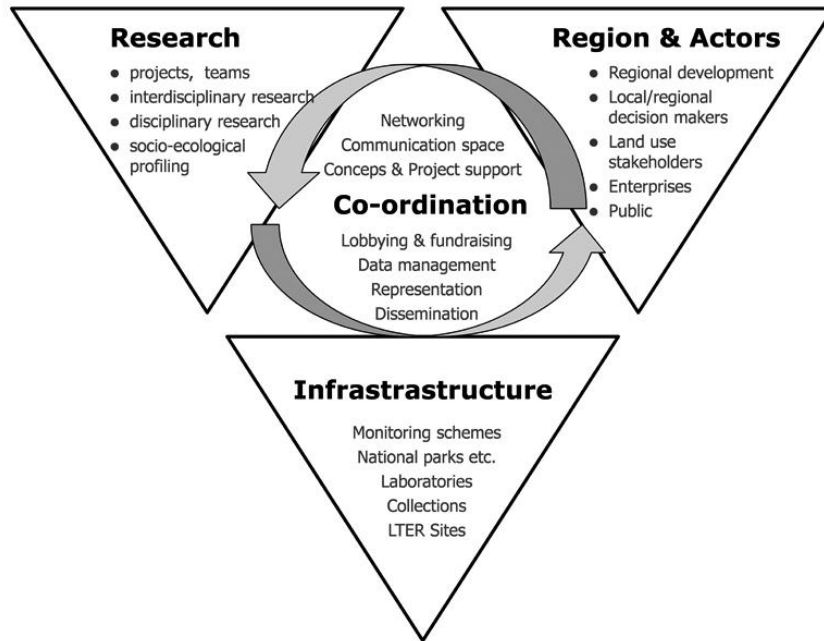 Research
• projects, teams
• interdisciplinary research
• disciplinary research
• socio-ecological
profiling
Region & Actors
• Regional development
• Local/regional
decision makers
• Land use
stakeholders
• Enterprises
• Public
Networking
Communication space
Conceps & Project support
Co-ordination
Lobbying & fundraising
Data management
Representation
Dissemination
Infrastrastructure
Monitoring schemes
National parks etc.
Laboratories
Collections
LTER Sites